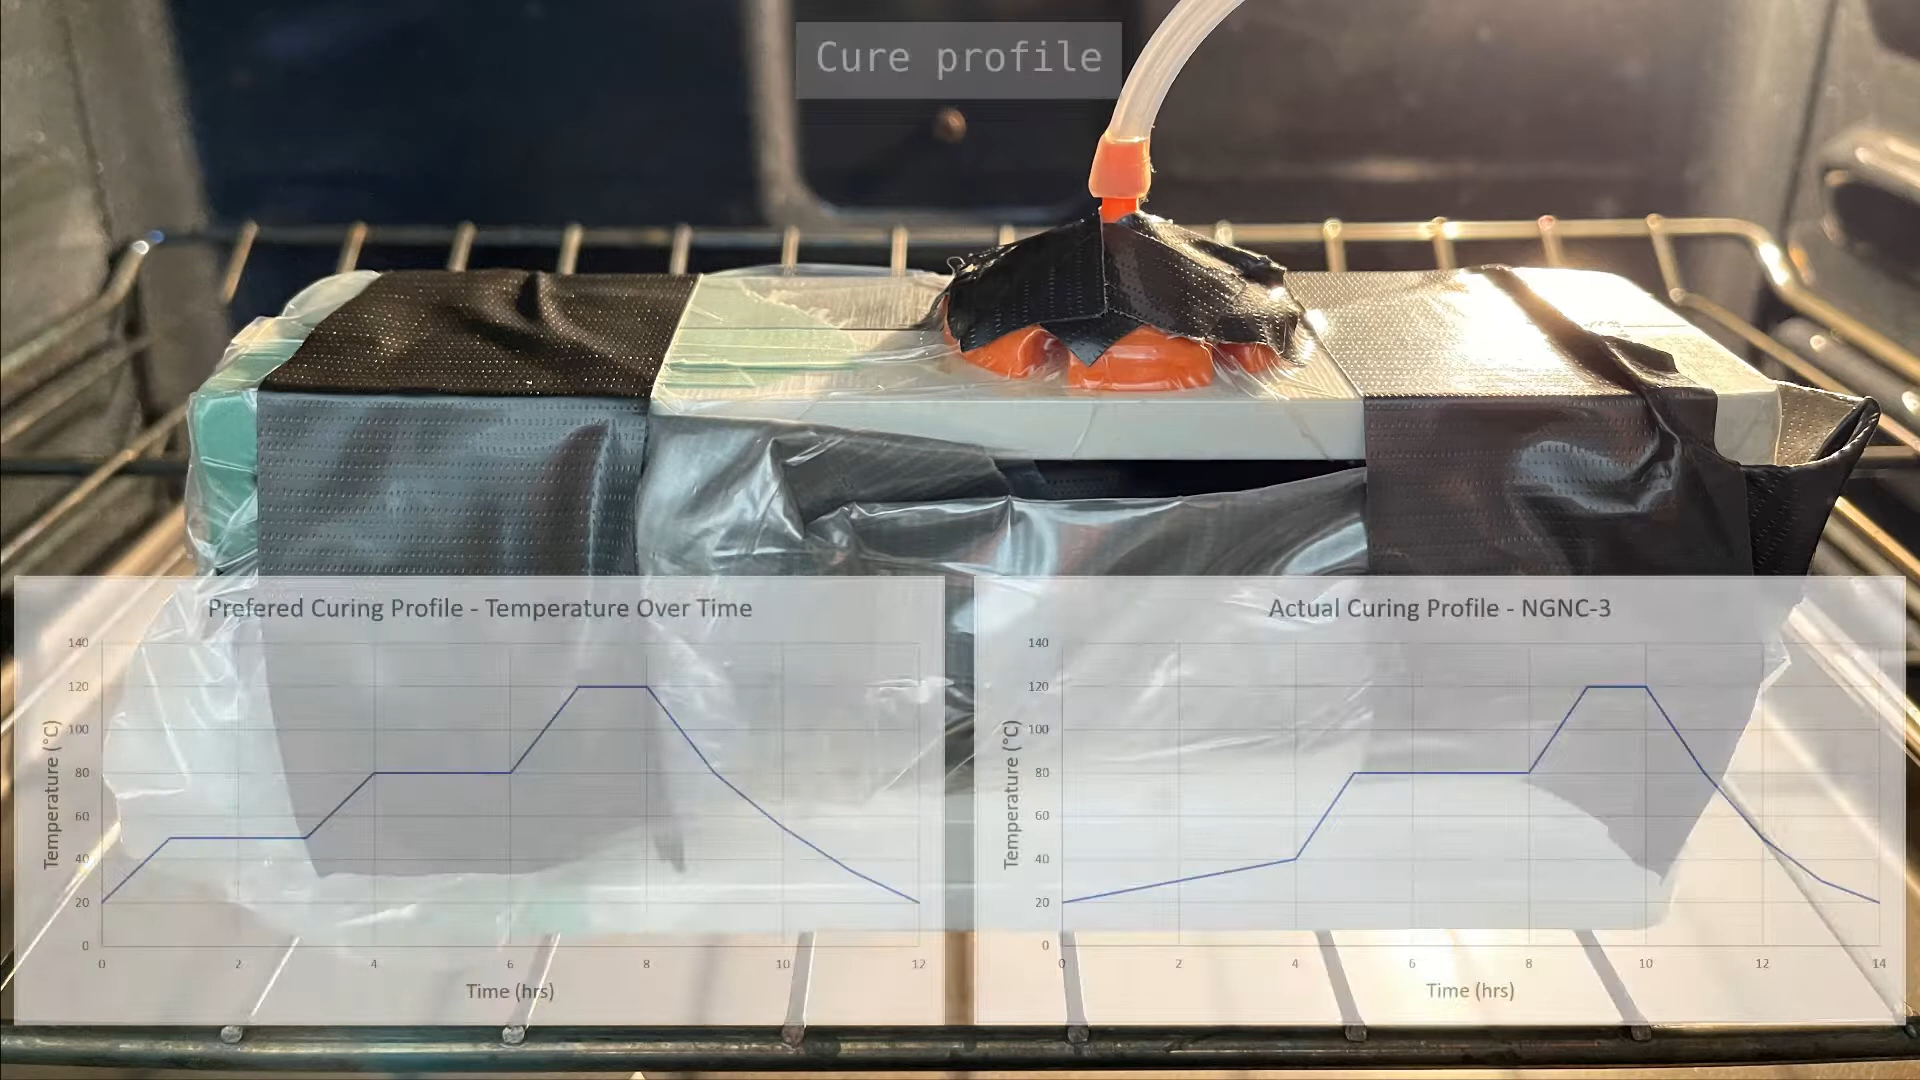 Cure profile
Prefered Curing Profile - Temperature Over Time
Temperature (°C)
140
120
100
80
60
40
20
0
0 2 4 6 8 10 12
Time (hrs)
Actual Curing Profile - NGNC-3
Temperature (°C)
140
120
100
80
60
40
20
0
0 2 4 6 8 10 12 14
Time (hrs)